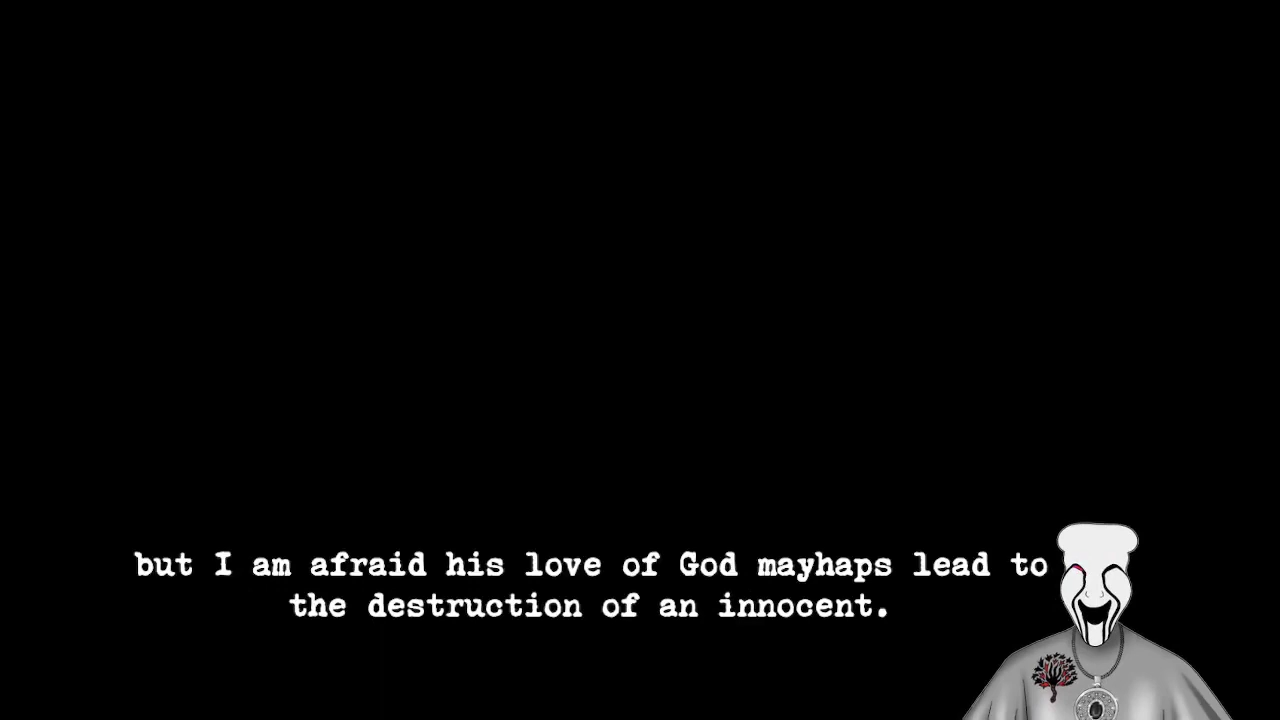 but I am afraid his love of God mayhaps lead to
the destruction of an innocent.